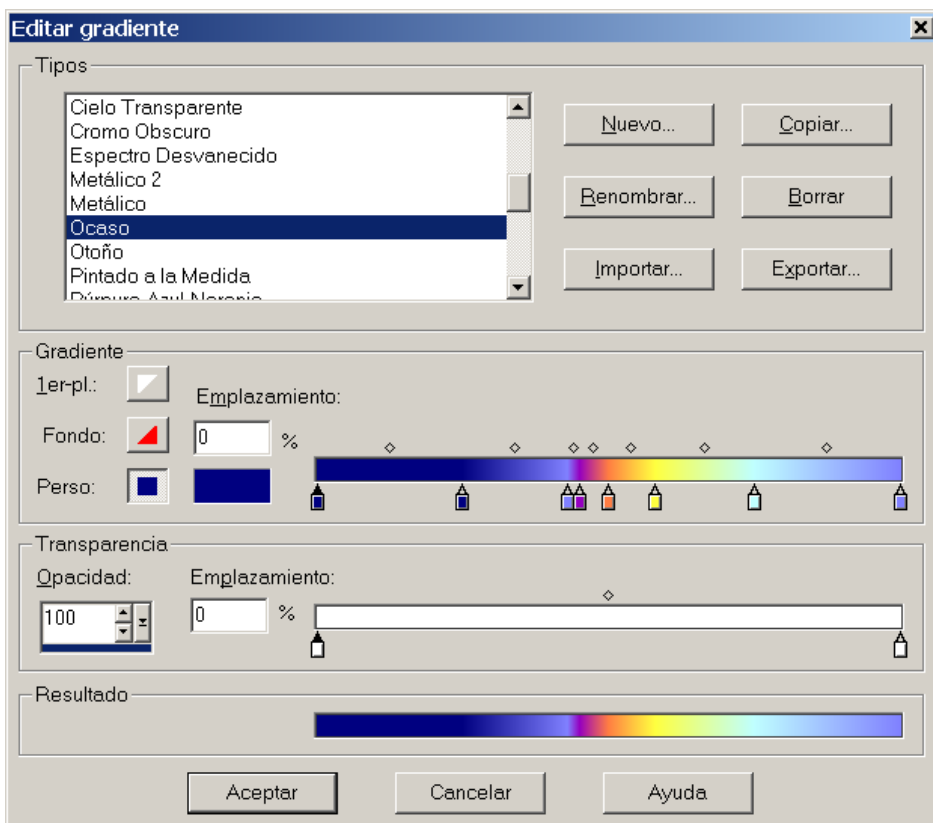 Editar gradiente
Tipos
Cielo Transparente
Cromo Obscuro
Espectro Desvanecido
Metálico 2
Metálico
Ocaso
Otoño
Pintado a la Medida
Nuevo... Copiar...
Renombrar... Borrar
Importar... Exportar...
Gradiente
1er-pl.:
Emplazamiento:
Fondo: 0 %
Perso:
Transparencia
Opacidad: Emplazamiento:
100 0 %
Resultado
Aceptar Cancelar Ayuda